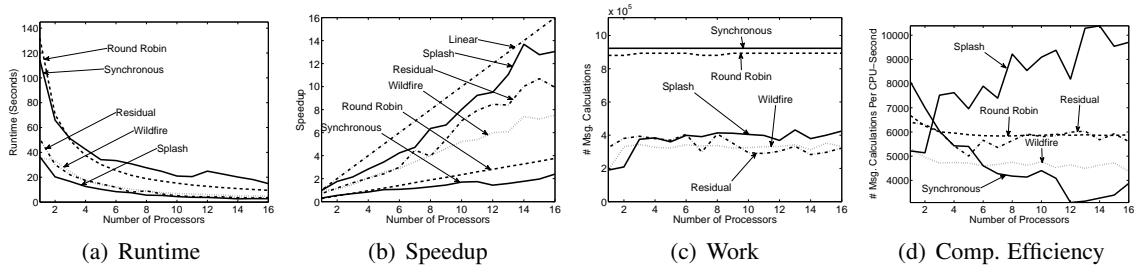 Runtime (Seconds)
140
120
100
80
60
40
20
0
Round Robin
Synchronous
Residual
Wildfire
Splash
2 4 6 8 10 12 14 16
Number of Processors
(a) Runtime
Speedup
16
14
12
10
8
6
4
2
0
Linear
Splash
Residual
Wildfire
Round Robin
Synchronous
2 4 6 8 10 12 14 16
Number of Processors
(b) Speedup
x 10^5
# Msg. Calculations
10
8
6
4
2
0
Synchronous
Round Robin
Splash
Wildfire
Residual
2 4 6 8 10 12 14 16
Number of Processors
(c) Work
# Msg. Calculations Per CPU−Second
10000
9000
8000
7000
6000
5000
4000
Splash
Round Robin
Residual
Wildfire
Synchronous
2 4 6 8 10 12 14 16
Number of Processors
(d) Comp. Efficiency